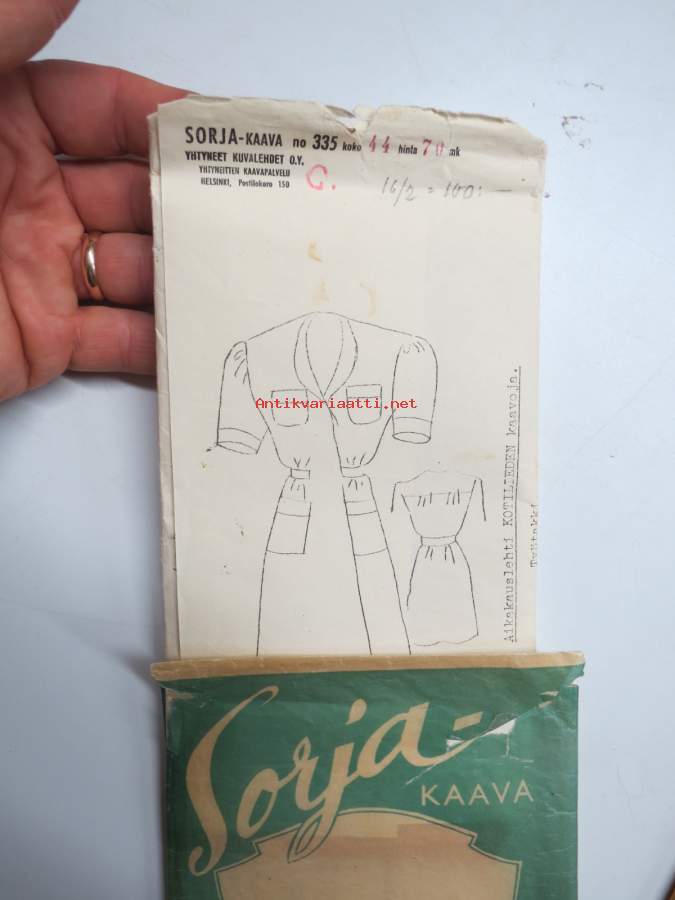 SORJA-KAAVA no 335 koko 44 hinta 70 mk
YHTYNEET KUVALEHDET O.Y.
YHTYNEITTEN KAAVAPALVELU
HELSINKI, Postilokero 150
C.
16/2 = 100:-
Antikvariaatti.net
Aikakauslehti KOTILIEDEN kaavoja.
Sorja-
KAAVA